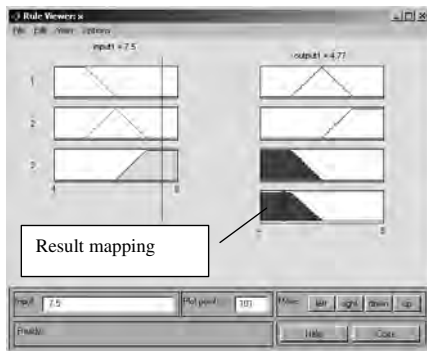 Rule Viewer: x
File Edit View Options
input1 = 7.5
output1 = 4.77
1
2
3
4
8
Result mapping
Input: 7.5
Plot points: 101
Move: left right down up
Ready
Help
Close